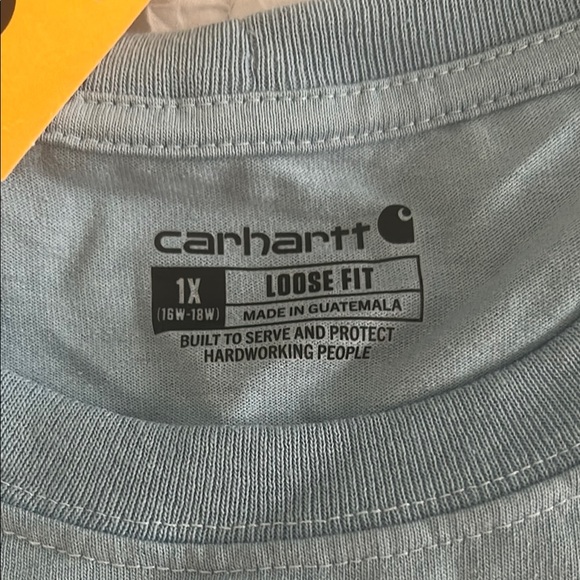 carhartt
1X
(16W-18W)
LOOSE FIT
MADE IN GUATEMALA
BUILT TO SERVE AND PROTECT
HARDWORKING PEOPLE